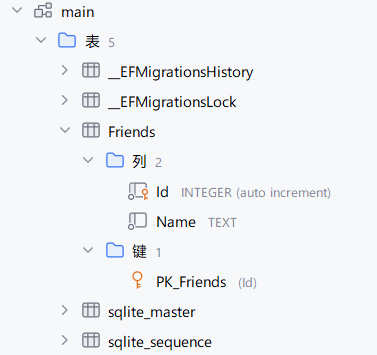 main
表 5
__EFMigrationsHistory
__EFMigrationsLock
Friends
列 2
Id INTEGER (auto increment)
Name TEXT
键 1
PK_Friends (Id)
sqlite_master
sqlite_sequence